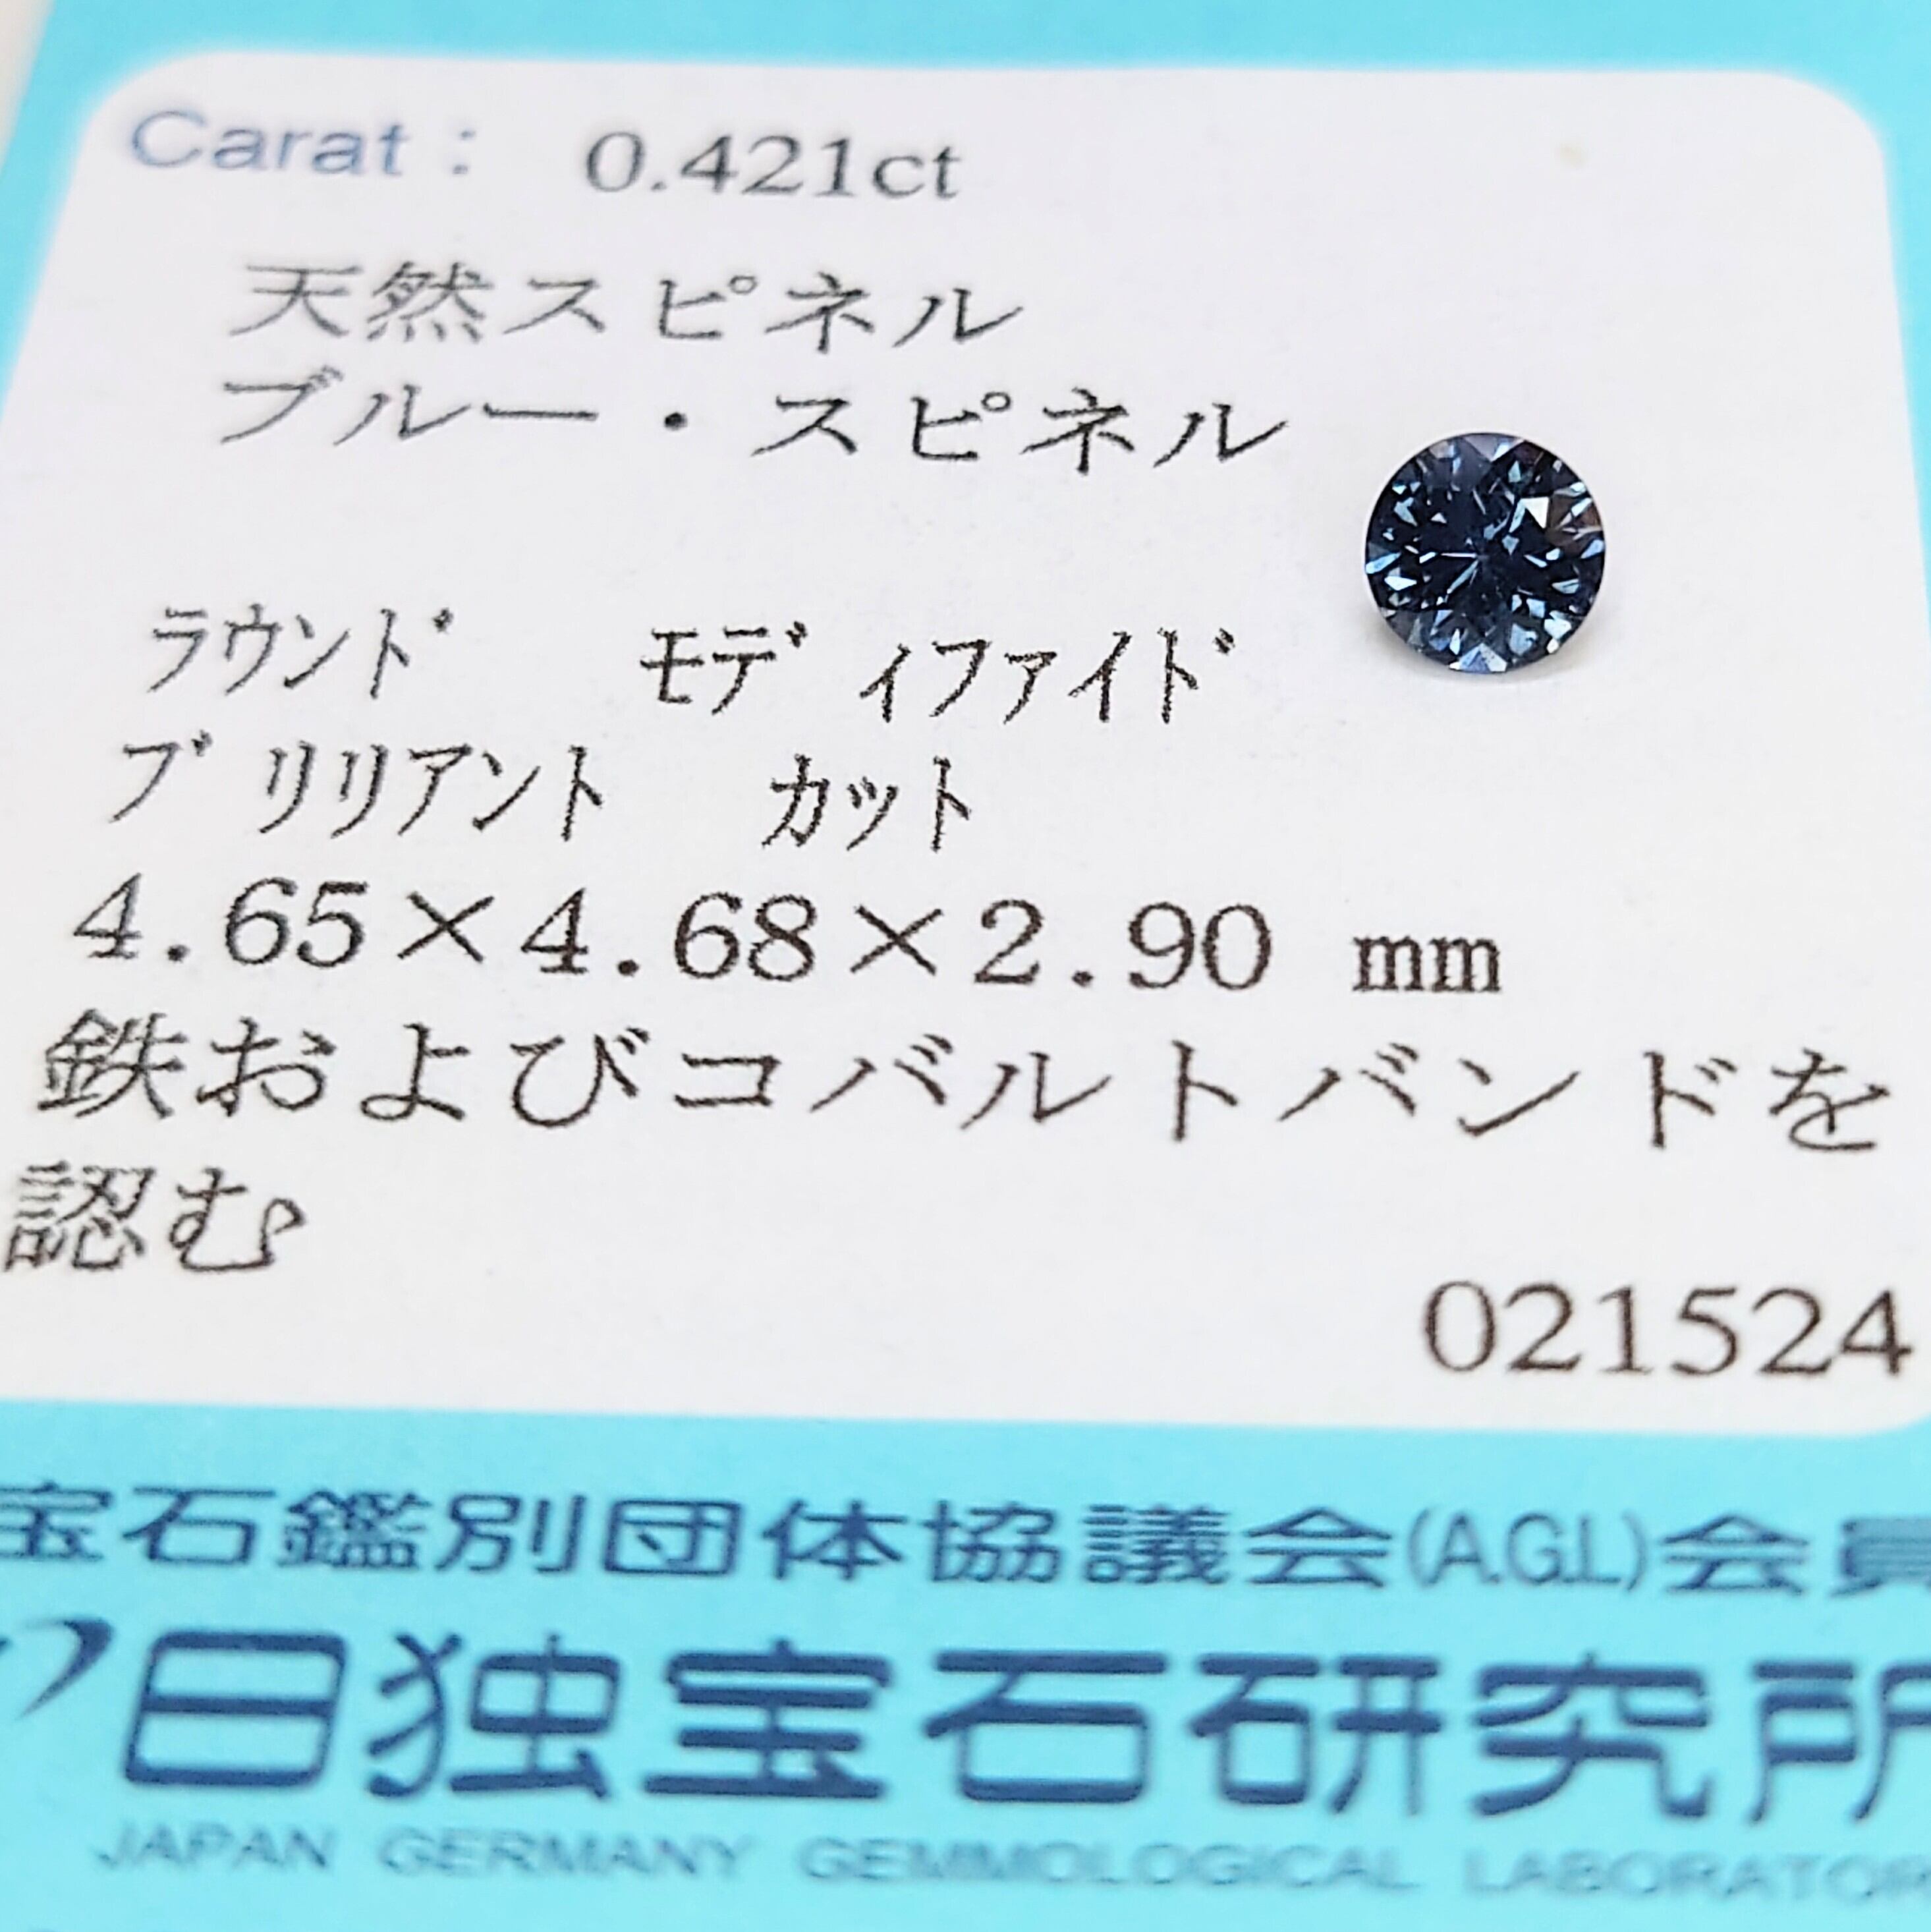 Carat : 0.421ct
天然スピネル
ブルー・スピネル
ﾗｳﾝﾄﾞ ﾓﾃﾞｨﾌｧｲﾄﾞ
ﾌﾞﾘﾘｱﾝﾄ ｶｯﾄ
4.65×4.68×2.90 mm
鉄およびコバルトバンドを
認む
021524
宝石鑑別団体協議会(A.G.L)会員
日独宝石研究所
JAPAN GERMANY GEMMOLOGICAL LABORATOR